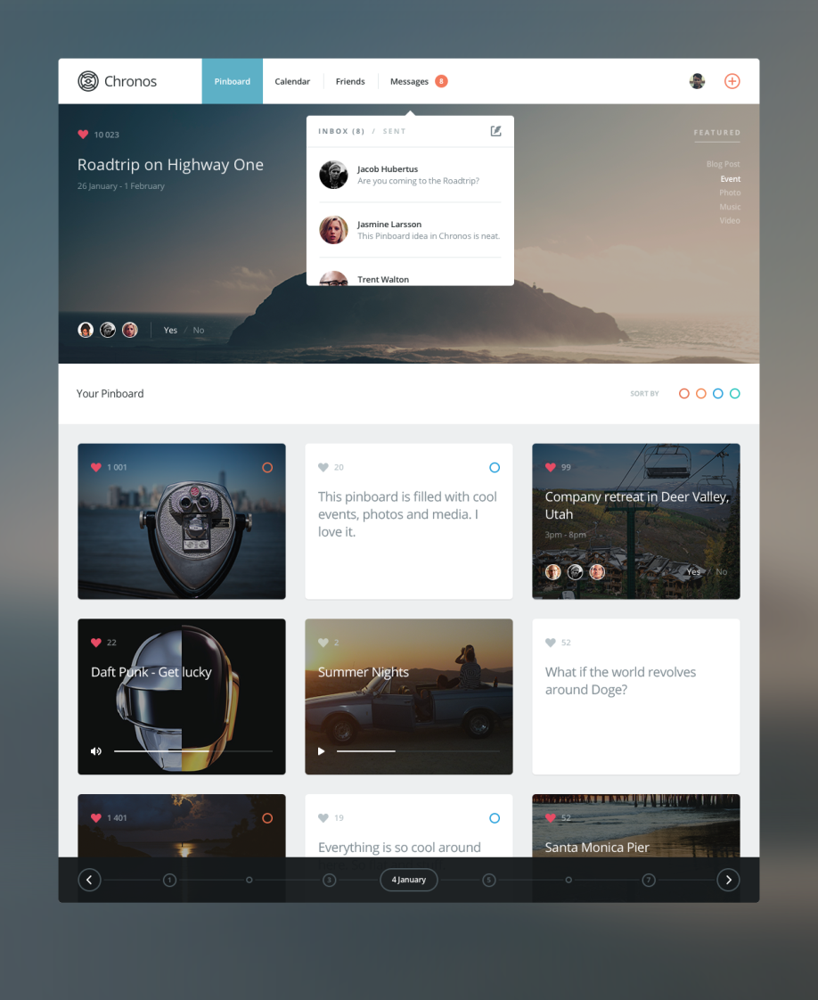 Chronos
Pinboard
Calendar
Friends
Messages
8
10 023
Roadtrip on Highway One
26 January - 1 February
Yes / No
INBOX (8) / SENT
Jacob Hubertus
Are you coming to the Roadtrip?
Jasmine Larsson
This Pinboard idea in Chronos is neat.
Trent Walton
FEATURED
Blog Post
Event
Photo
Music
Video
Your Pinboard
SORT BY
1 001
20
This pinboard is filled with cool
events, photos and media. I
love it.
99
Company retreat in Deer Valley,
Utah
3pm - 8pm
Yes / No
22
Daft Punk - Get lucky
2
Summer Nights
52
What if the world revolves
around Doge?
1 401
19
Everything is so cool around
52
Santa Monica Pier
1
3
4 January
5
7